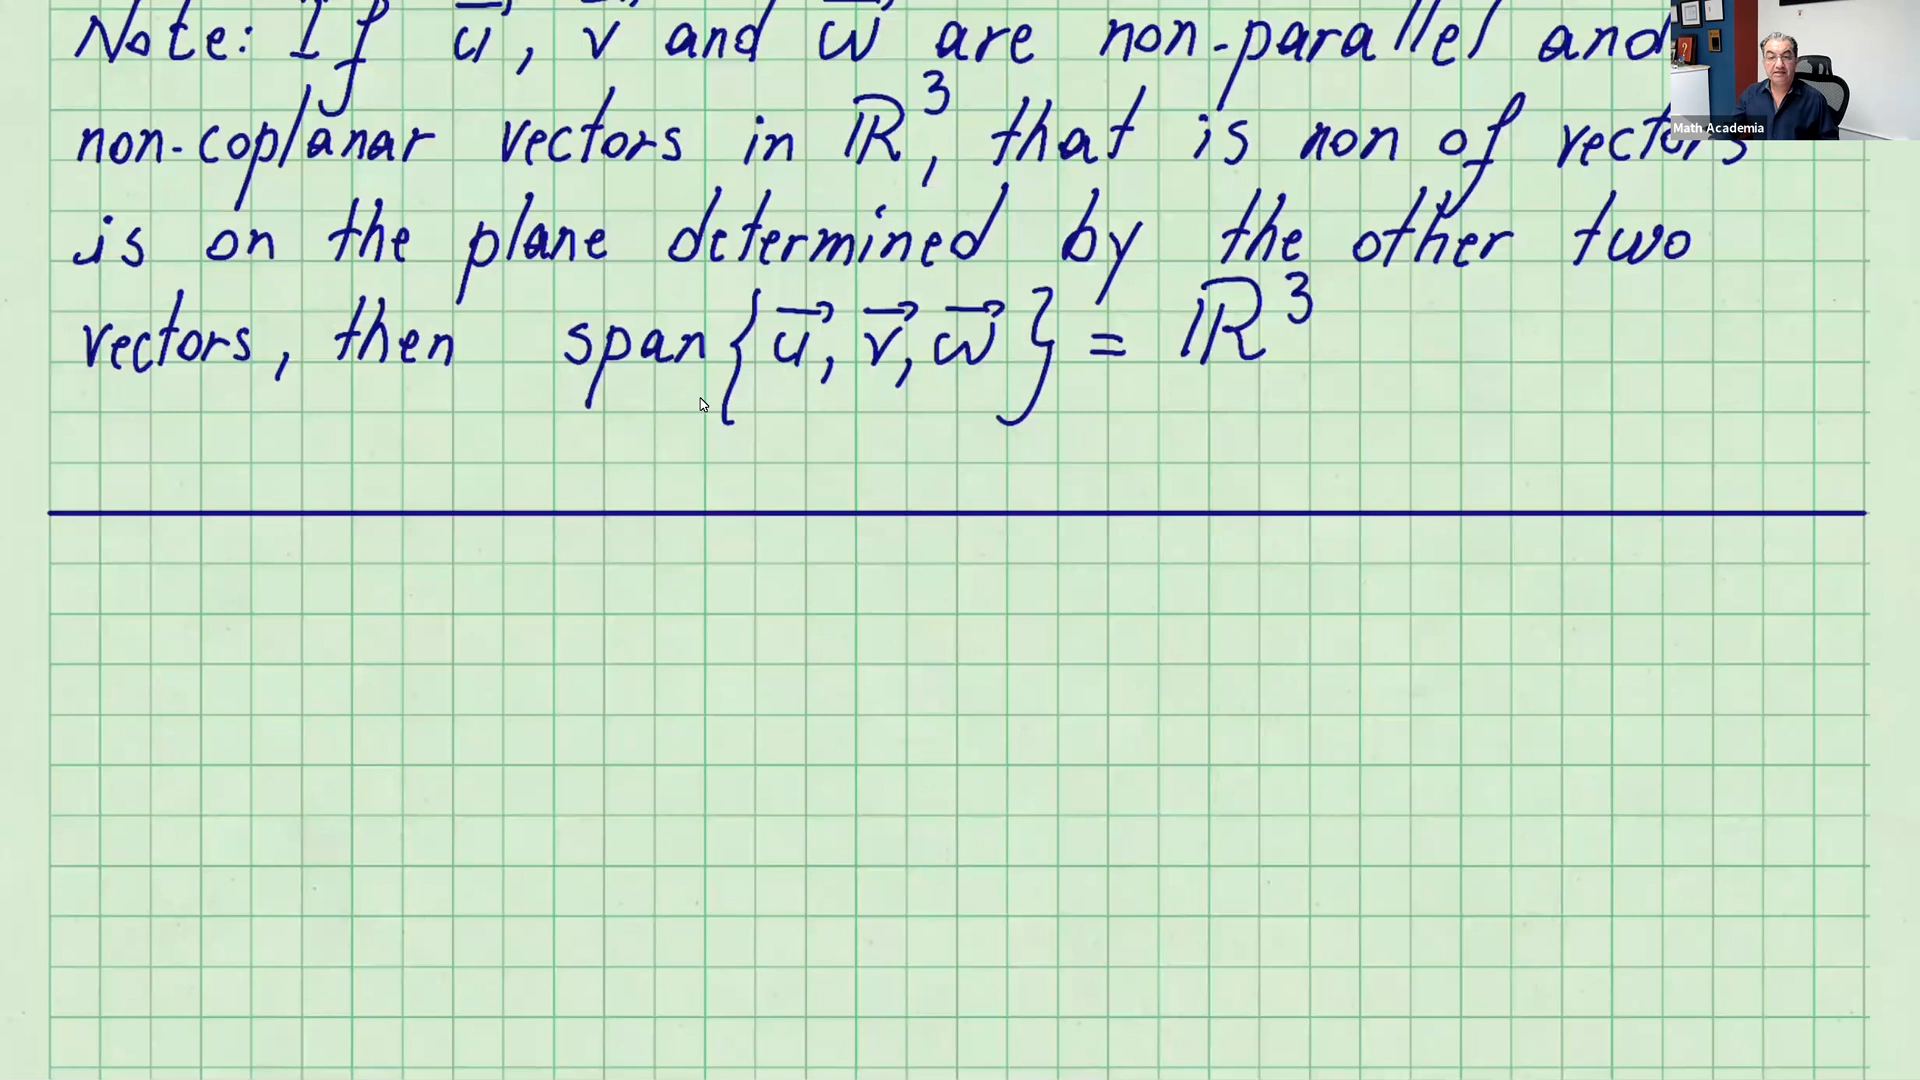 Note: If u⃗, v⃗ and w⃗ are non-parallel and
non-coplanar vectors in ℝ³, that is non of vectors
is on the plane determined by the other two
vectors, then span{u⃗, v⃗, w⃗} = ℝ³
Math Academia